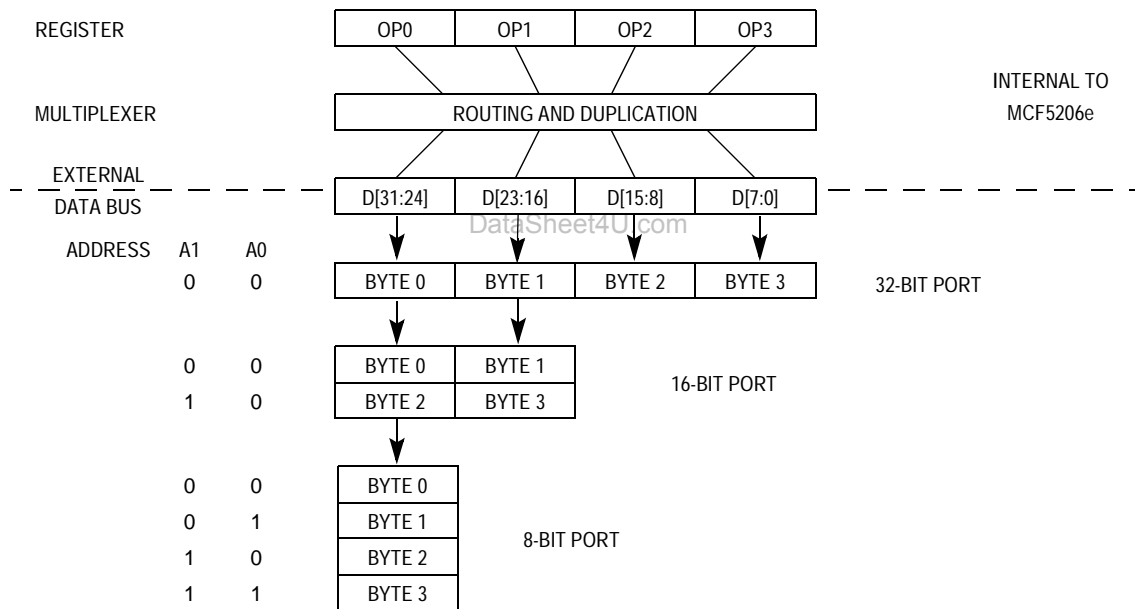 REGISTER OP0 OP1 OP2 OP3
INTERNAL TO
MCF5206e
MULTIPLEXER ROUTING AND DUPLICATION
EXTERNAL
DATA BUS
D[31:24] D[23:16] D[15:8] D[7:0]
DataSheet4U.com
ADDRESS A1 A0
0 0 BYTE 0 BYTE 1 BYTE 2 BYTE 3 32-BIT PORT
0 0 BYTE 0 BYTE 1
16-BIT PORT
1 0 BYTE 2 BYTE 3
0 0 BYTE 0
0 1 BYTE 1
8-BIT PORT
1 0 BYTE 2
1 1 BYTE 3